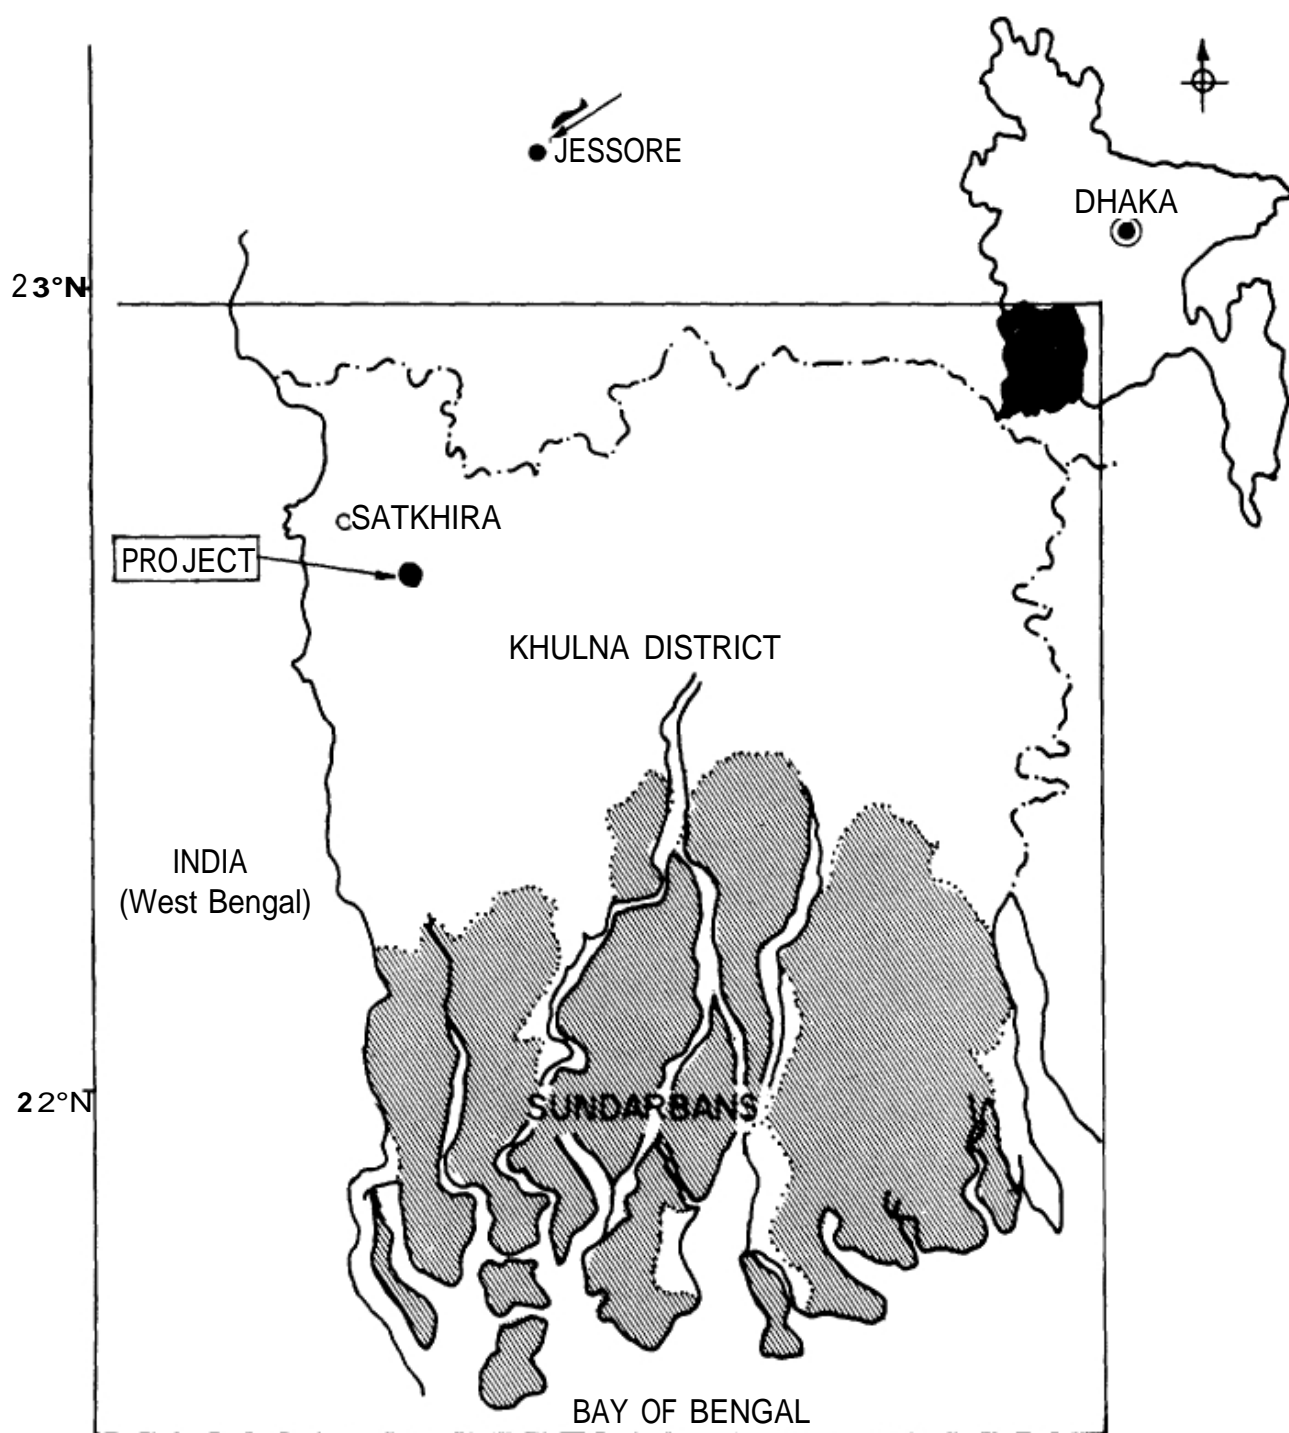 JESSORE
DHAKA
23°N
SATKHIRA
PROJECT
KHULNA DISTRICT
INDIA
(West Bengal)
22°N
SUNDARBANS
BAY OF BENGAL